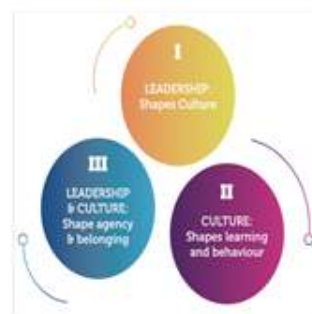 I
LEADERSHIP:
Shapes Culture
II
CULTURE:
Shapes learning
and behaviour
III
LEADERSHIP
& CULTURE:
Shape agency
& belonging